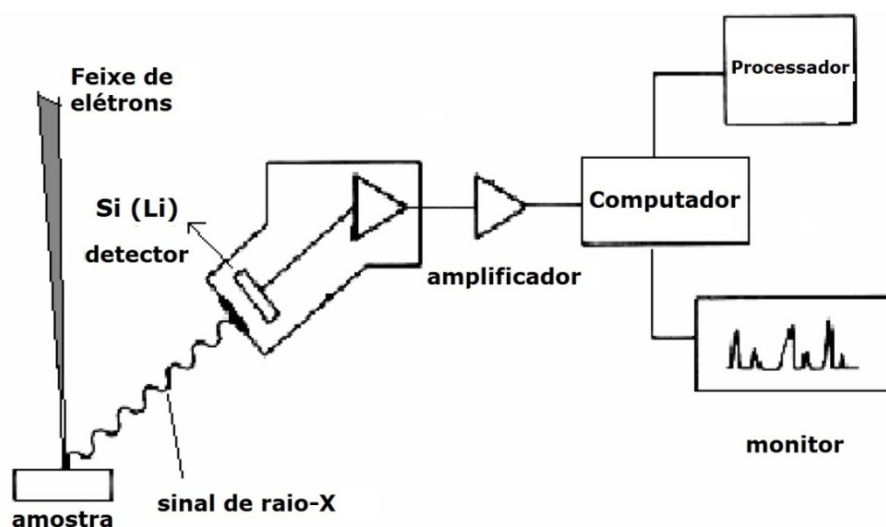 Feixe de
elétrons
Processador
Si (Li)
detector
Computador
amplificador
monitor
sinal de raio-X
amostra